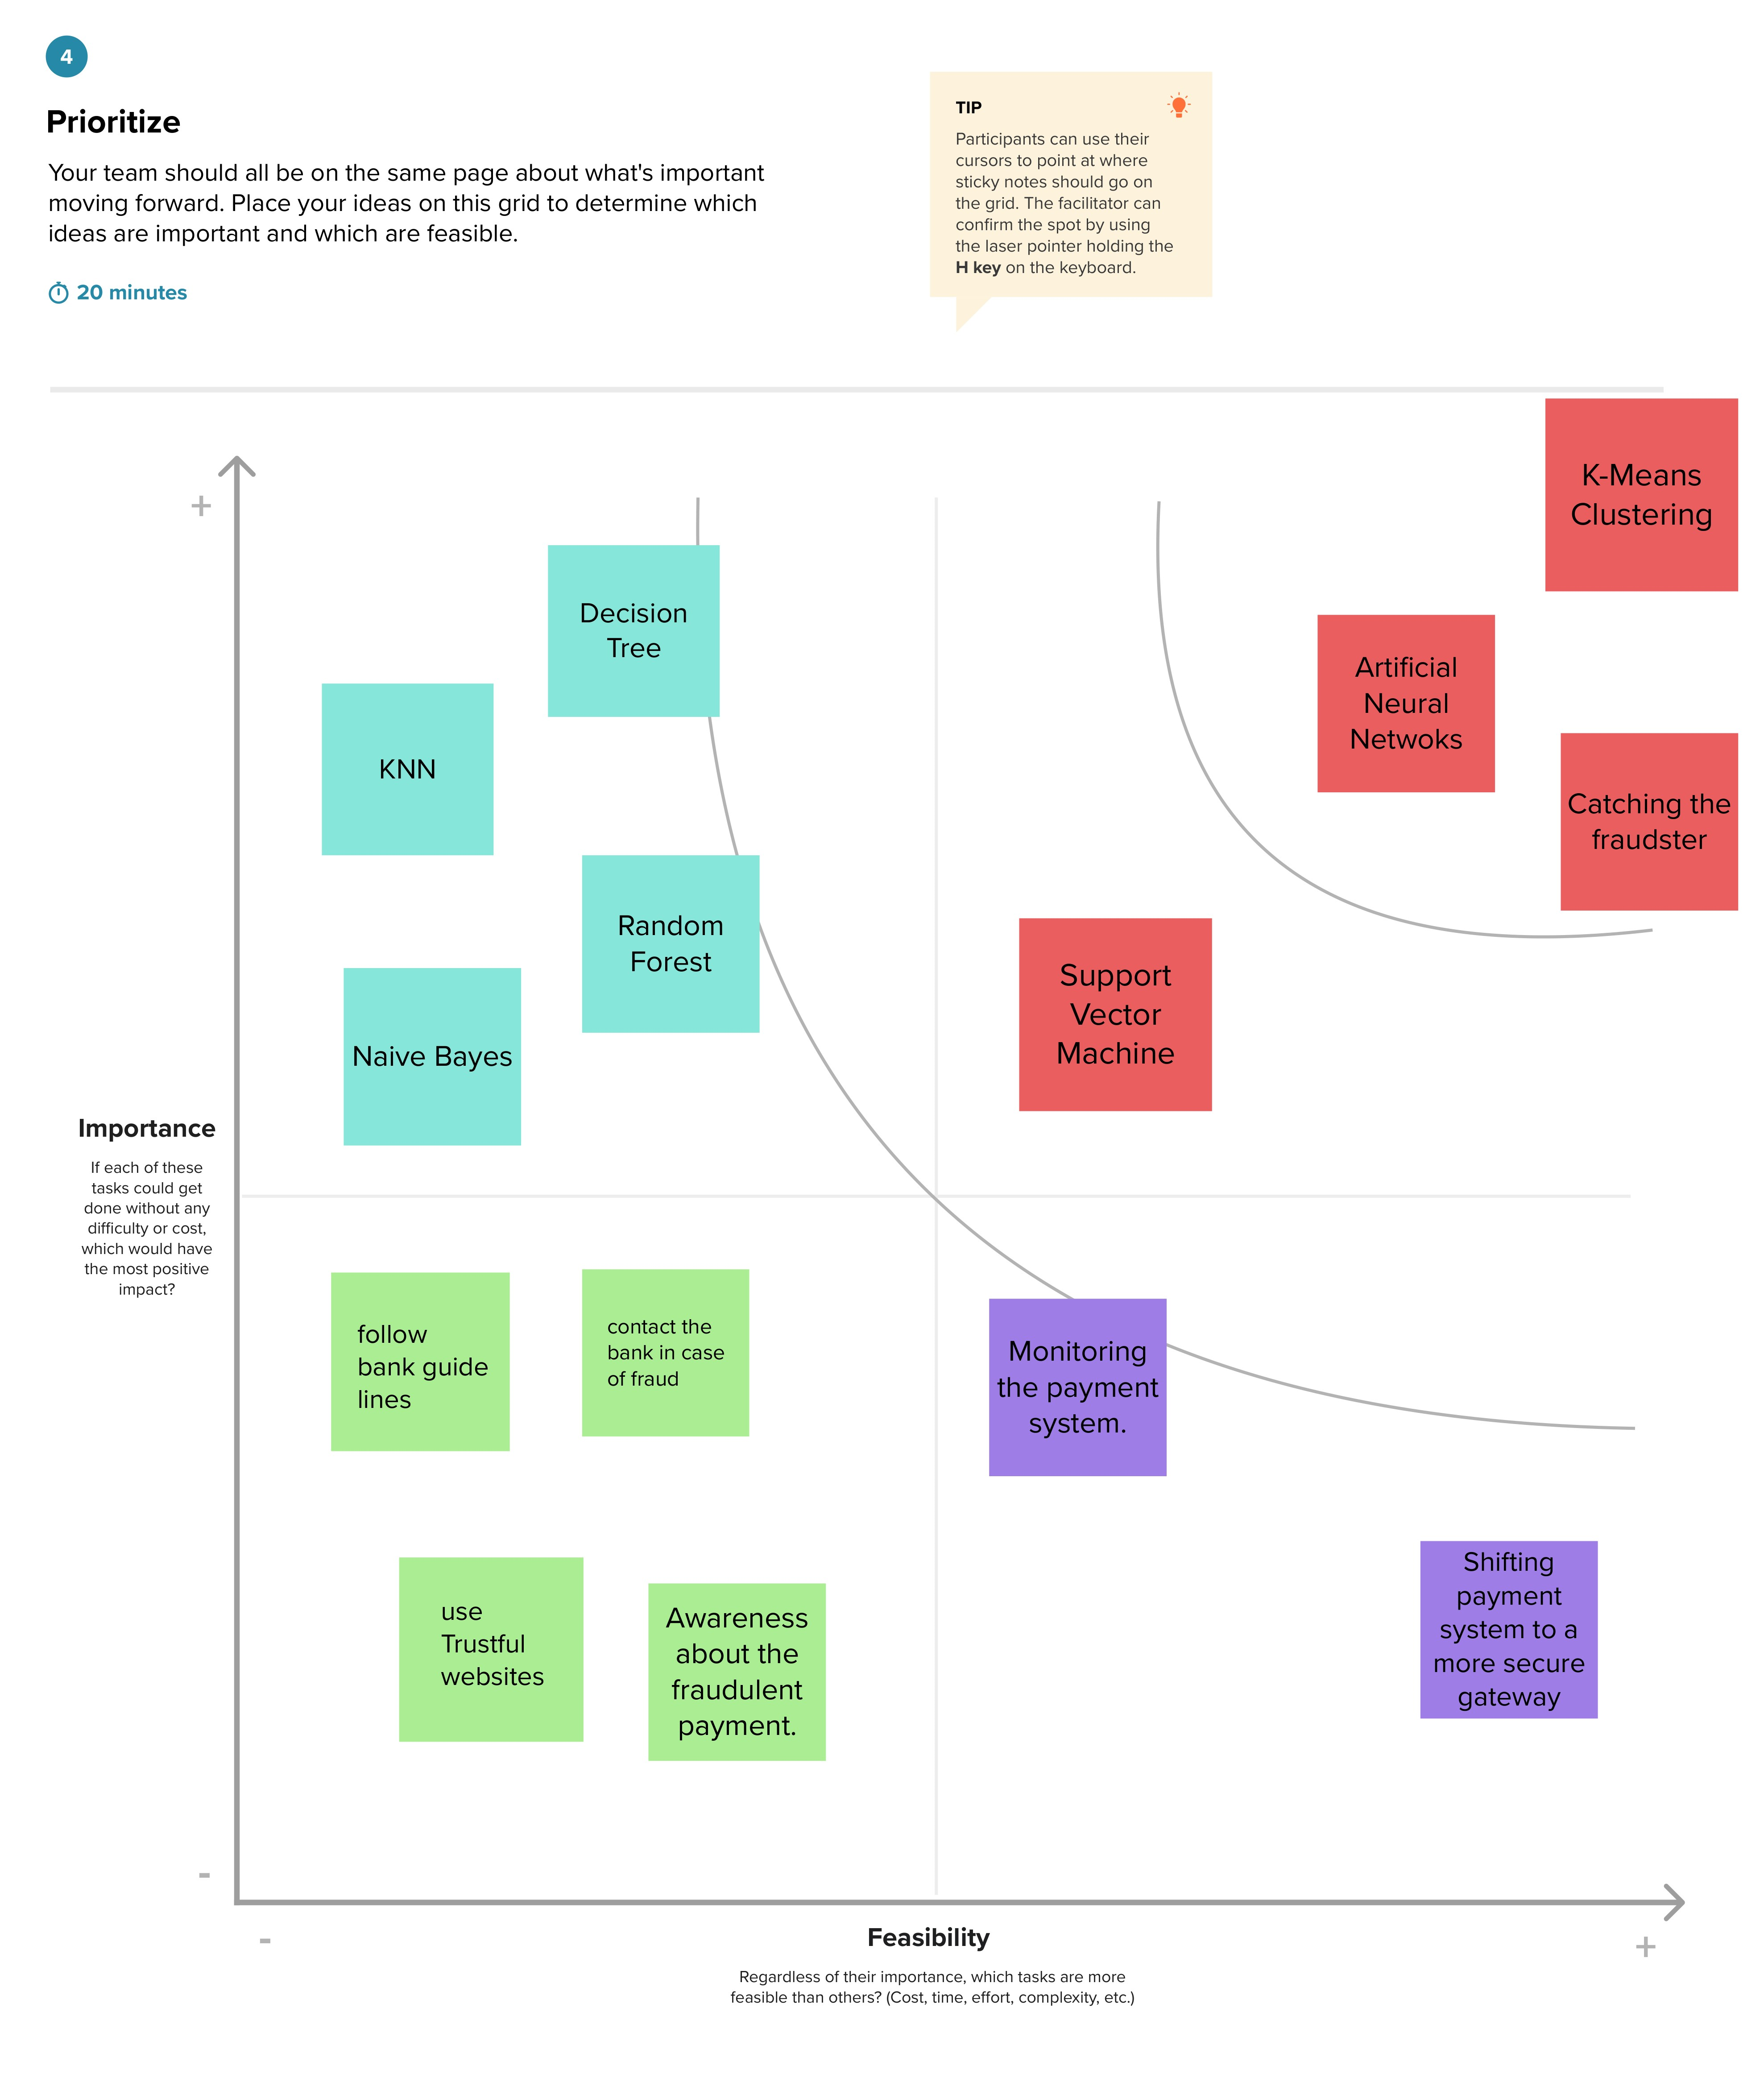 4
Prioritize
Your team should all be on the same page about what's important
moving forward. Place your ideas on this grid to determine which
ideas are important and which are feasible.
20 minutes
TIP
Participants can use their
cursors to point at where
sticky notes should go on
the grid. The facilitator can
confirm the spot by using
the laser pointer holding the
H key on the keyboard.
K-Means
Clustering
+
Decision
Tree
Artificial
Neural
Netwoks
KNN
Catching the
fraudster
Random
Forest
Support
Vector
Machine
Naive Bayes
Importance
If each of these
tasks could get
done without any
difficulty or cost,
which would have
the most positive
impact?
follow
bank guide
lines
contact the
bank in case
of fraud
Monitoring
the payment
system.
use
Trustful
websites
Awareness
about the
fraudulent
payment.
Shifting
payment
system to a
more secure
gateway
-
-
Feasibility
+
Regardless of their importance, which tasks are more
feasible than others? (Cost, time, effort, complexity, etc.)